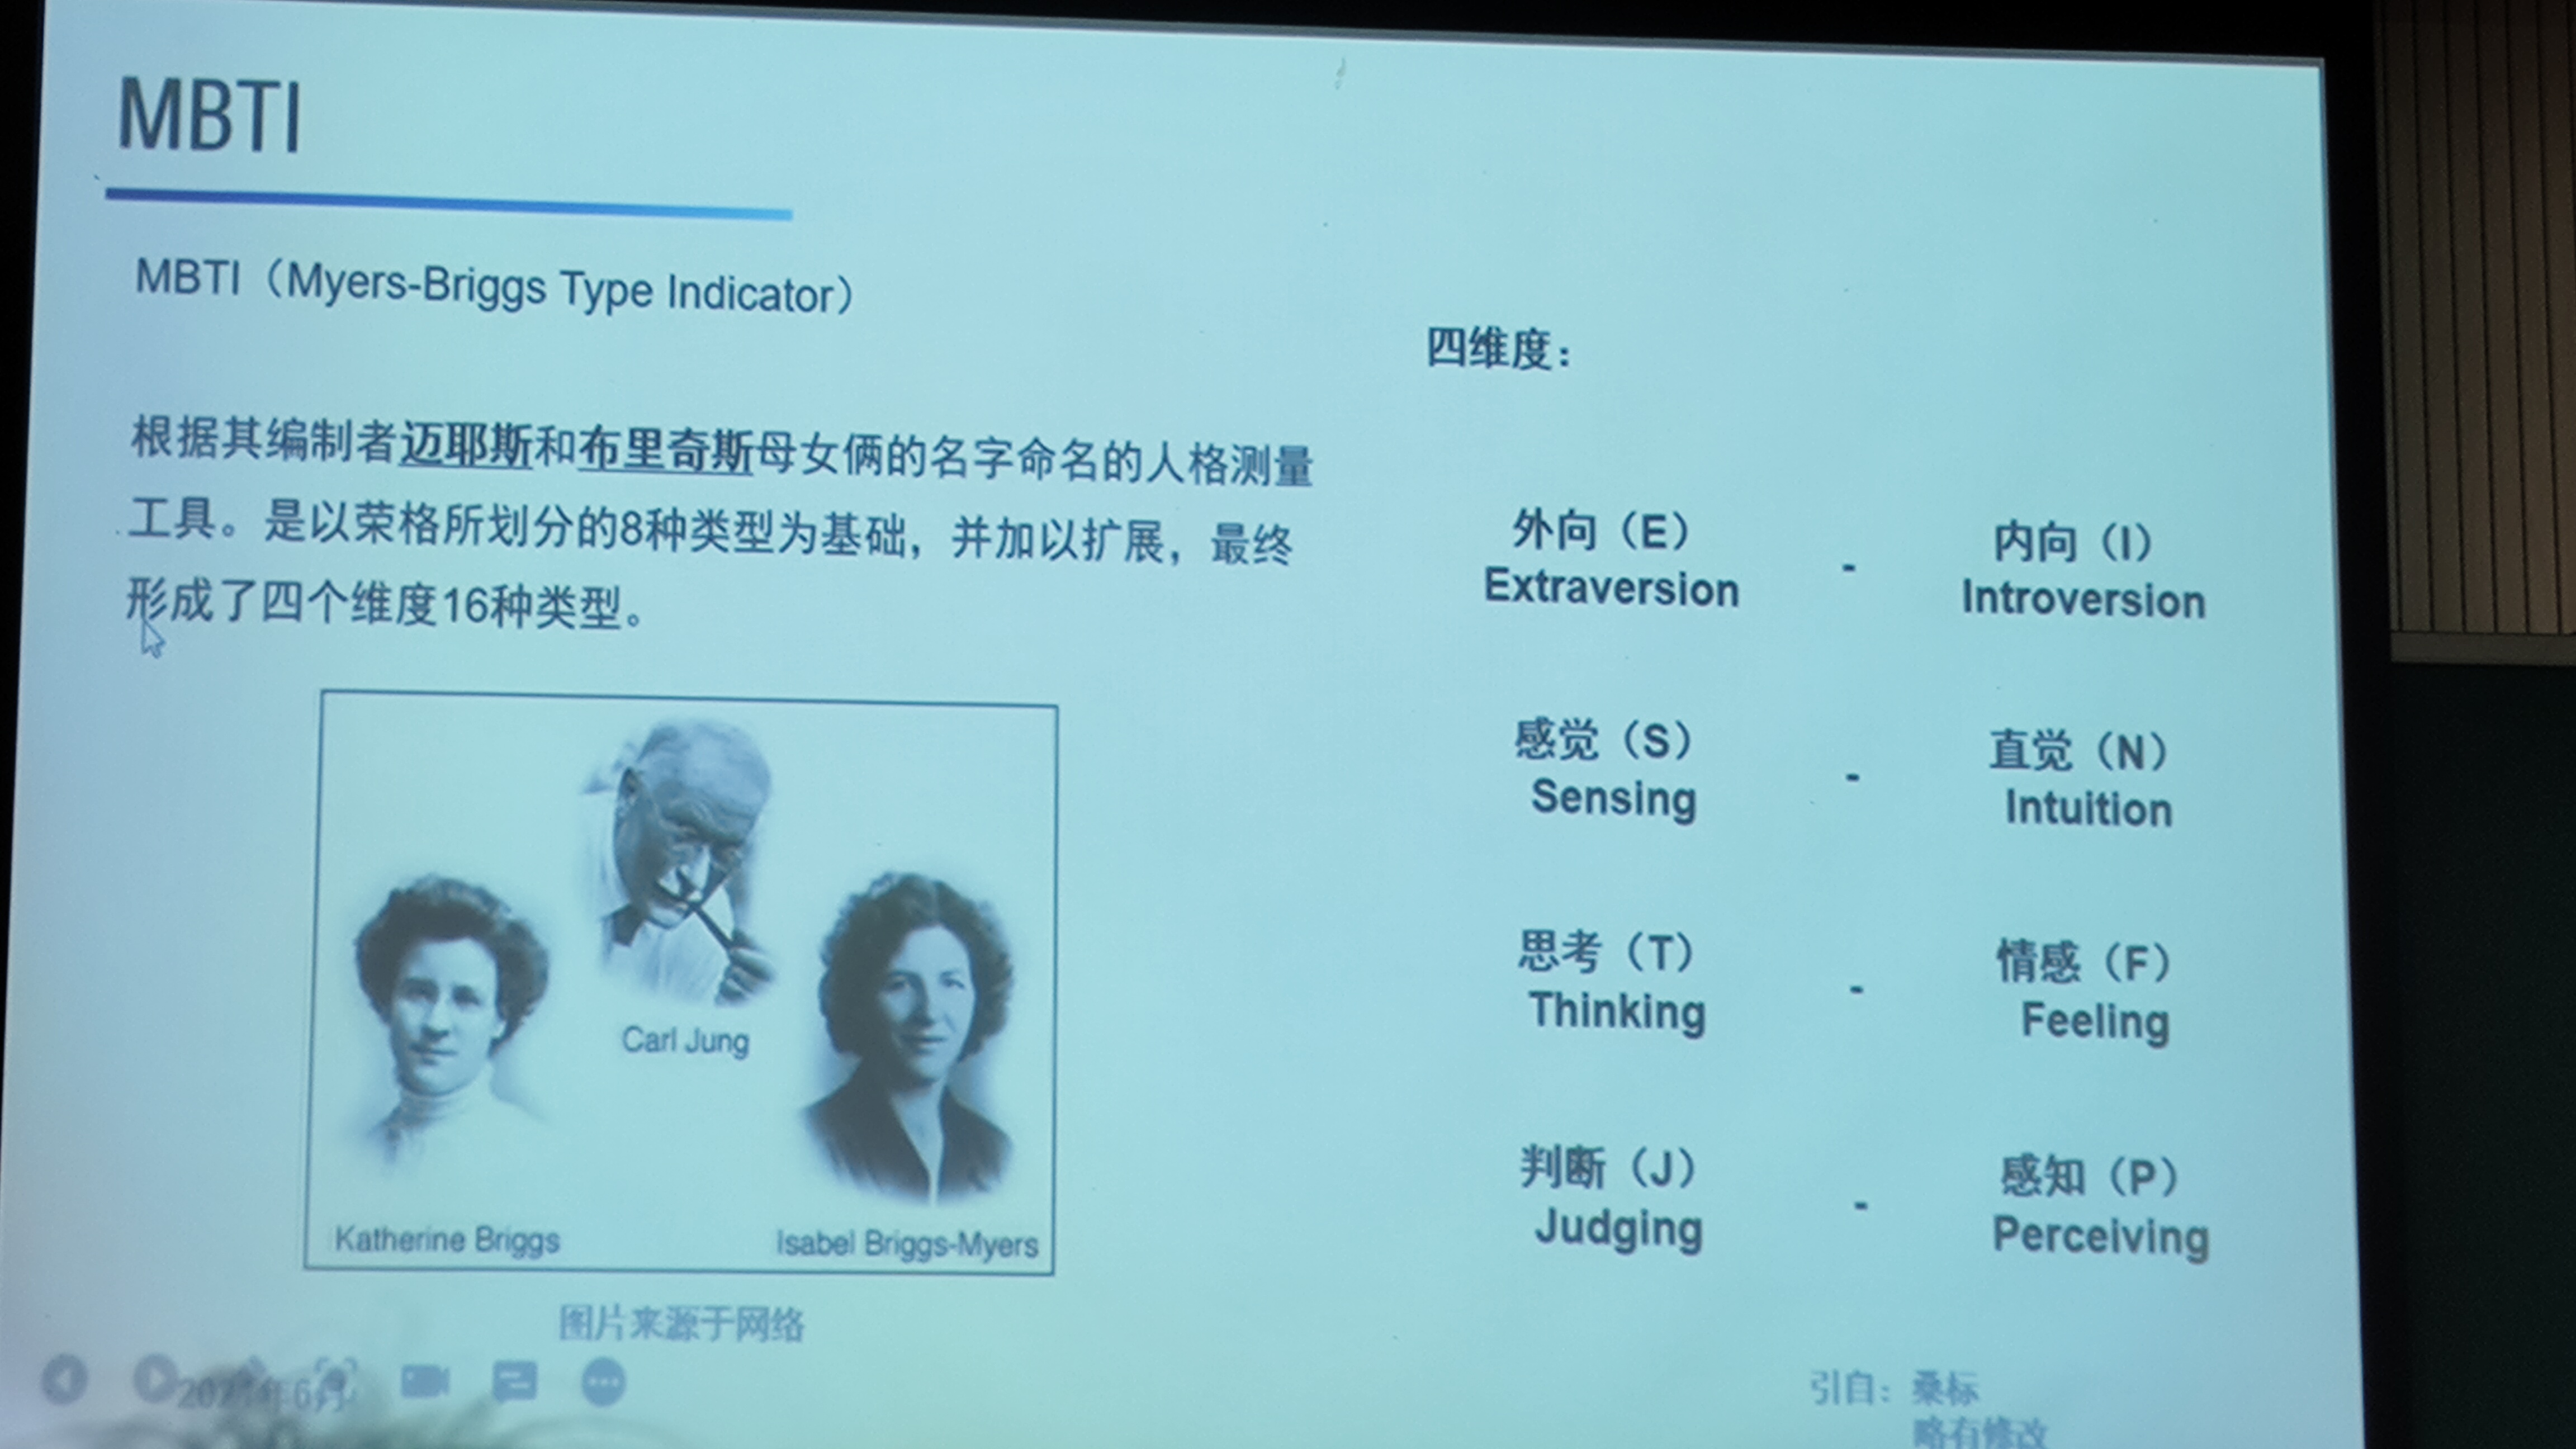 MBTI
MBTI（Myers-Briggs Type Indicator）
根据其编制者迈耶斯和布里奇斯母女俩的名字命名的人格测量
工具。是以荣格所划分的8种类型为基础，并加以扩展，最终
形成了四个维度16种类型。
Carl Jung
Katherine Briggs
Isabel Briggs-Myers
图片来源于网络
四维度：
外向（E） - 内向（I）
Extraversion Introversion
感觉（S） - 直觉（N）
Sensing Intuition
思考（T） - 情感（F）
Thinking Feeling
判断（J） - 感知（P）
Judging Perceiving
引自：桑标
略有修改